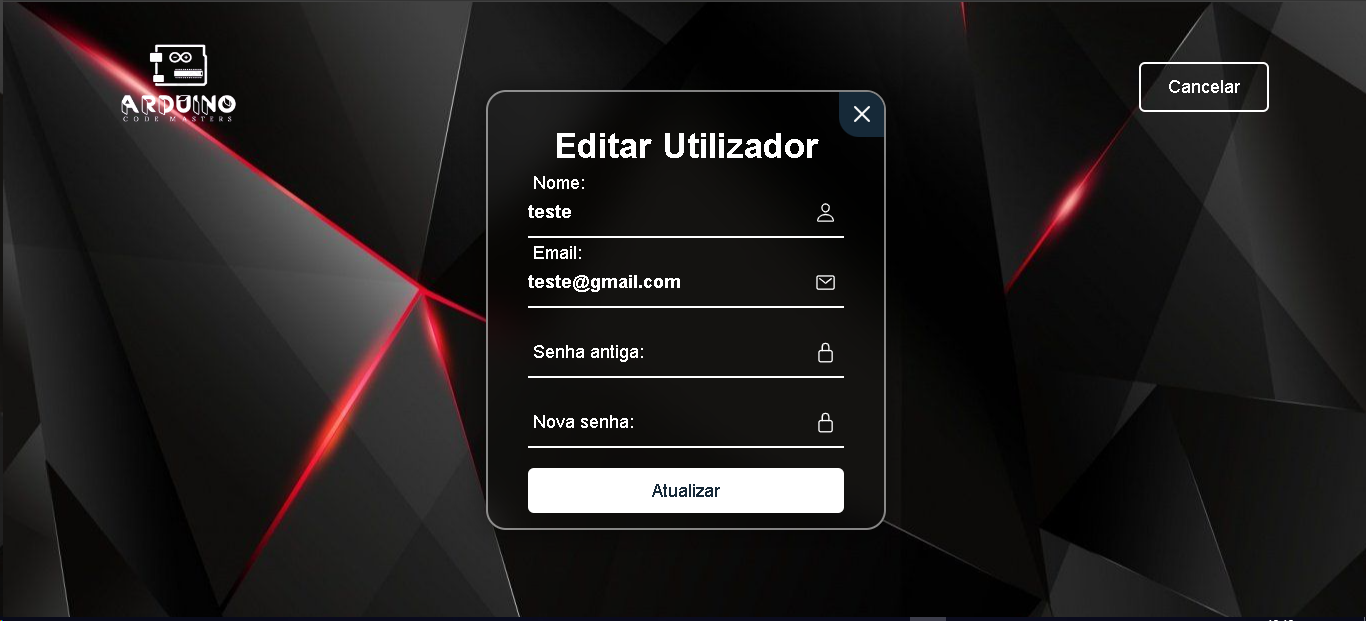 ARDUINO
CODE MASTERS
Cancelar
Editar Utilizador
Nome:
teste
Email:
teste@gmail.com
Senha antiga:
Nova senha:
Atualizar